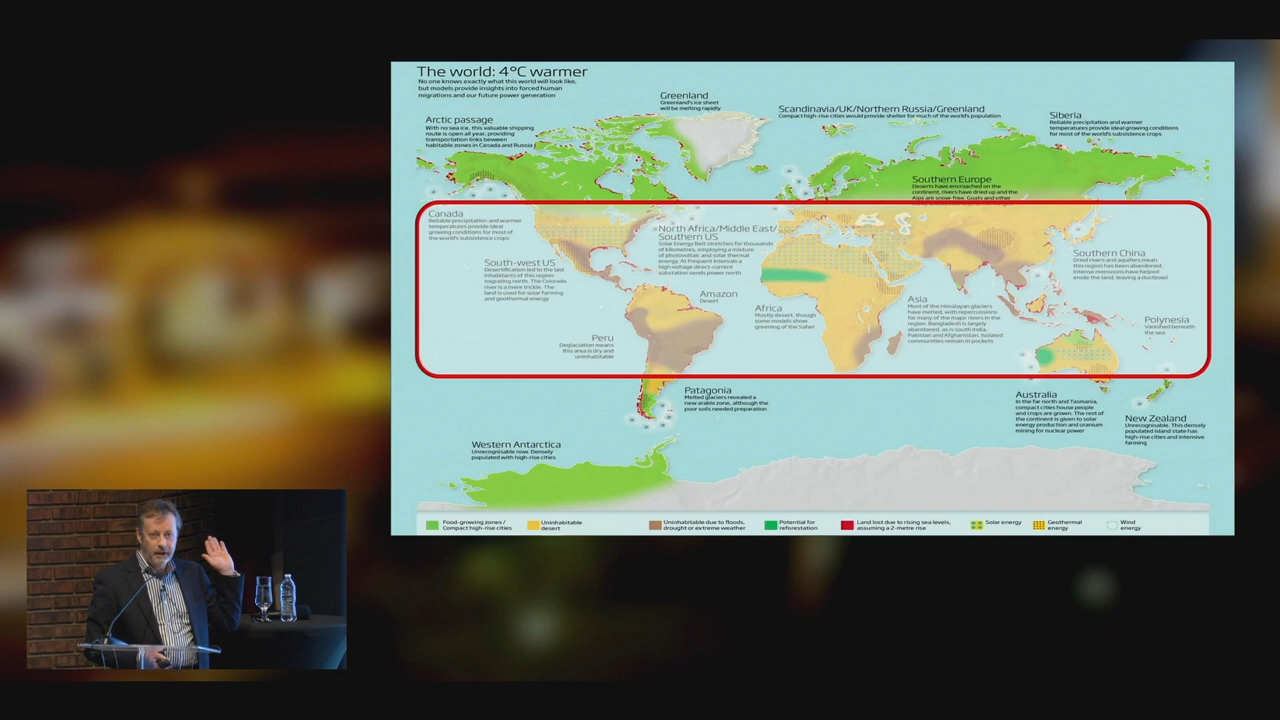 The world: 4°C warmer
No one knows exactly what this world will look like,
but models provide insights into forced human
migrations and our future power generation
Greenland
Greenland's ice sheet
will be melting rapidly
Scandinavia/UK/Northern Russia/Greenland
Compact high-rise cities would provide shelter for much of the world's population
Arctic passage
With no sea ice, this valuable shipping
route is open all year, providing
transportation links beween
habitable zones in Canada and Russia
Siberia
Reliable precipitation and warmer
temperatures provide ideal growing conditions
for most of the world's subsistence crops
Southern Europe
Deserts have encroached on the
continent, rivers have dried up and the
Alps are snow-free. Goats and other
Canada
Reliable precipitation and warmer
temperatures provide ideal
growing conditions for most of
the world's subsistence crops
North Africa/Middle East/
Southern US
Solar Energy Belt stretches for thousands
of kilometres, employing a mixture
of photovoltaic and solar thermal
energy. At frequent intervals a
high voltage direct-current
substation sends power north
South-west US
Desertification led to the last
inhabitants of this region
migrating north. The Colorado
river is a mere trickle. The
land is used for solar farming
and geothermal energy
Southern China
Dried rivers and aquifers mean
this region has been abandoned.
Intense monsoons have helped
erode the land, leaving a dustbowl
Amazon
Desert
Africa
Mostly desert, though
some models show
greening of the Sahel
Asia
Most of the Himalayan glaciers
have melted, with repercussions
for many of the major rivers in the
region. Bangladesh is largely
abandoned, as is south India,
Pakistan and Afghanistan. Isolated
communities remain in pockets
Polynesia
Vanished beneath
the sea
Peru
Deglaciation means
this area is dry and
uninhabitable
Patagonia
Melted glaciers revealed a
new arable zone, although the
poor soils needed preparation
Australia
In the far north and Tasmania,
compact cities house people
and crops are grown. The rest of
the continent is given to solar
energy production and uranium
mining for nuclear power
New Zealand
Unrecognisable. This densely
populated island state has
high-rise cities and intensive
farming
Western Antarctica
Unrecognisable now. Densely
populated with high-rise cities
Food-growing zones /
Compact high-rise cities
Uninhabitable
desert
Uninhabitable due to floods,
drought or extreme weather
Potential for
reforestation
Land lost due to rising sea levels,
assuming a 2-metre rise
Solar energy
Geothermal
energy
Wind
energy